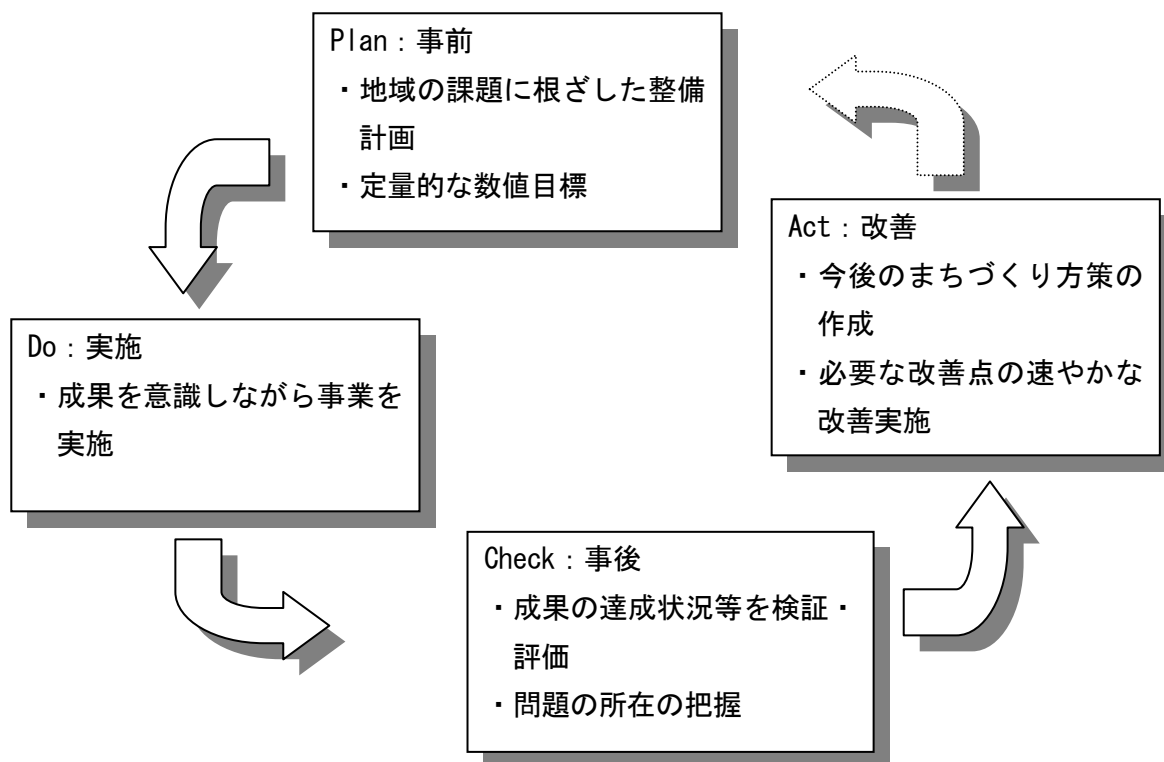 Plan：事前
・地域の課題に根ざした整備
計画
・定量的な数値目標
Do：実施
・成果を意識しながら事業を
実施
Check：事後
・成果の達成状況等を検証・
評価
・問題の所在の把握
Act：改善
・今後のまちづくり方策の
作成
・必要な改善点の速やかな
改善実施